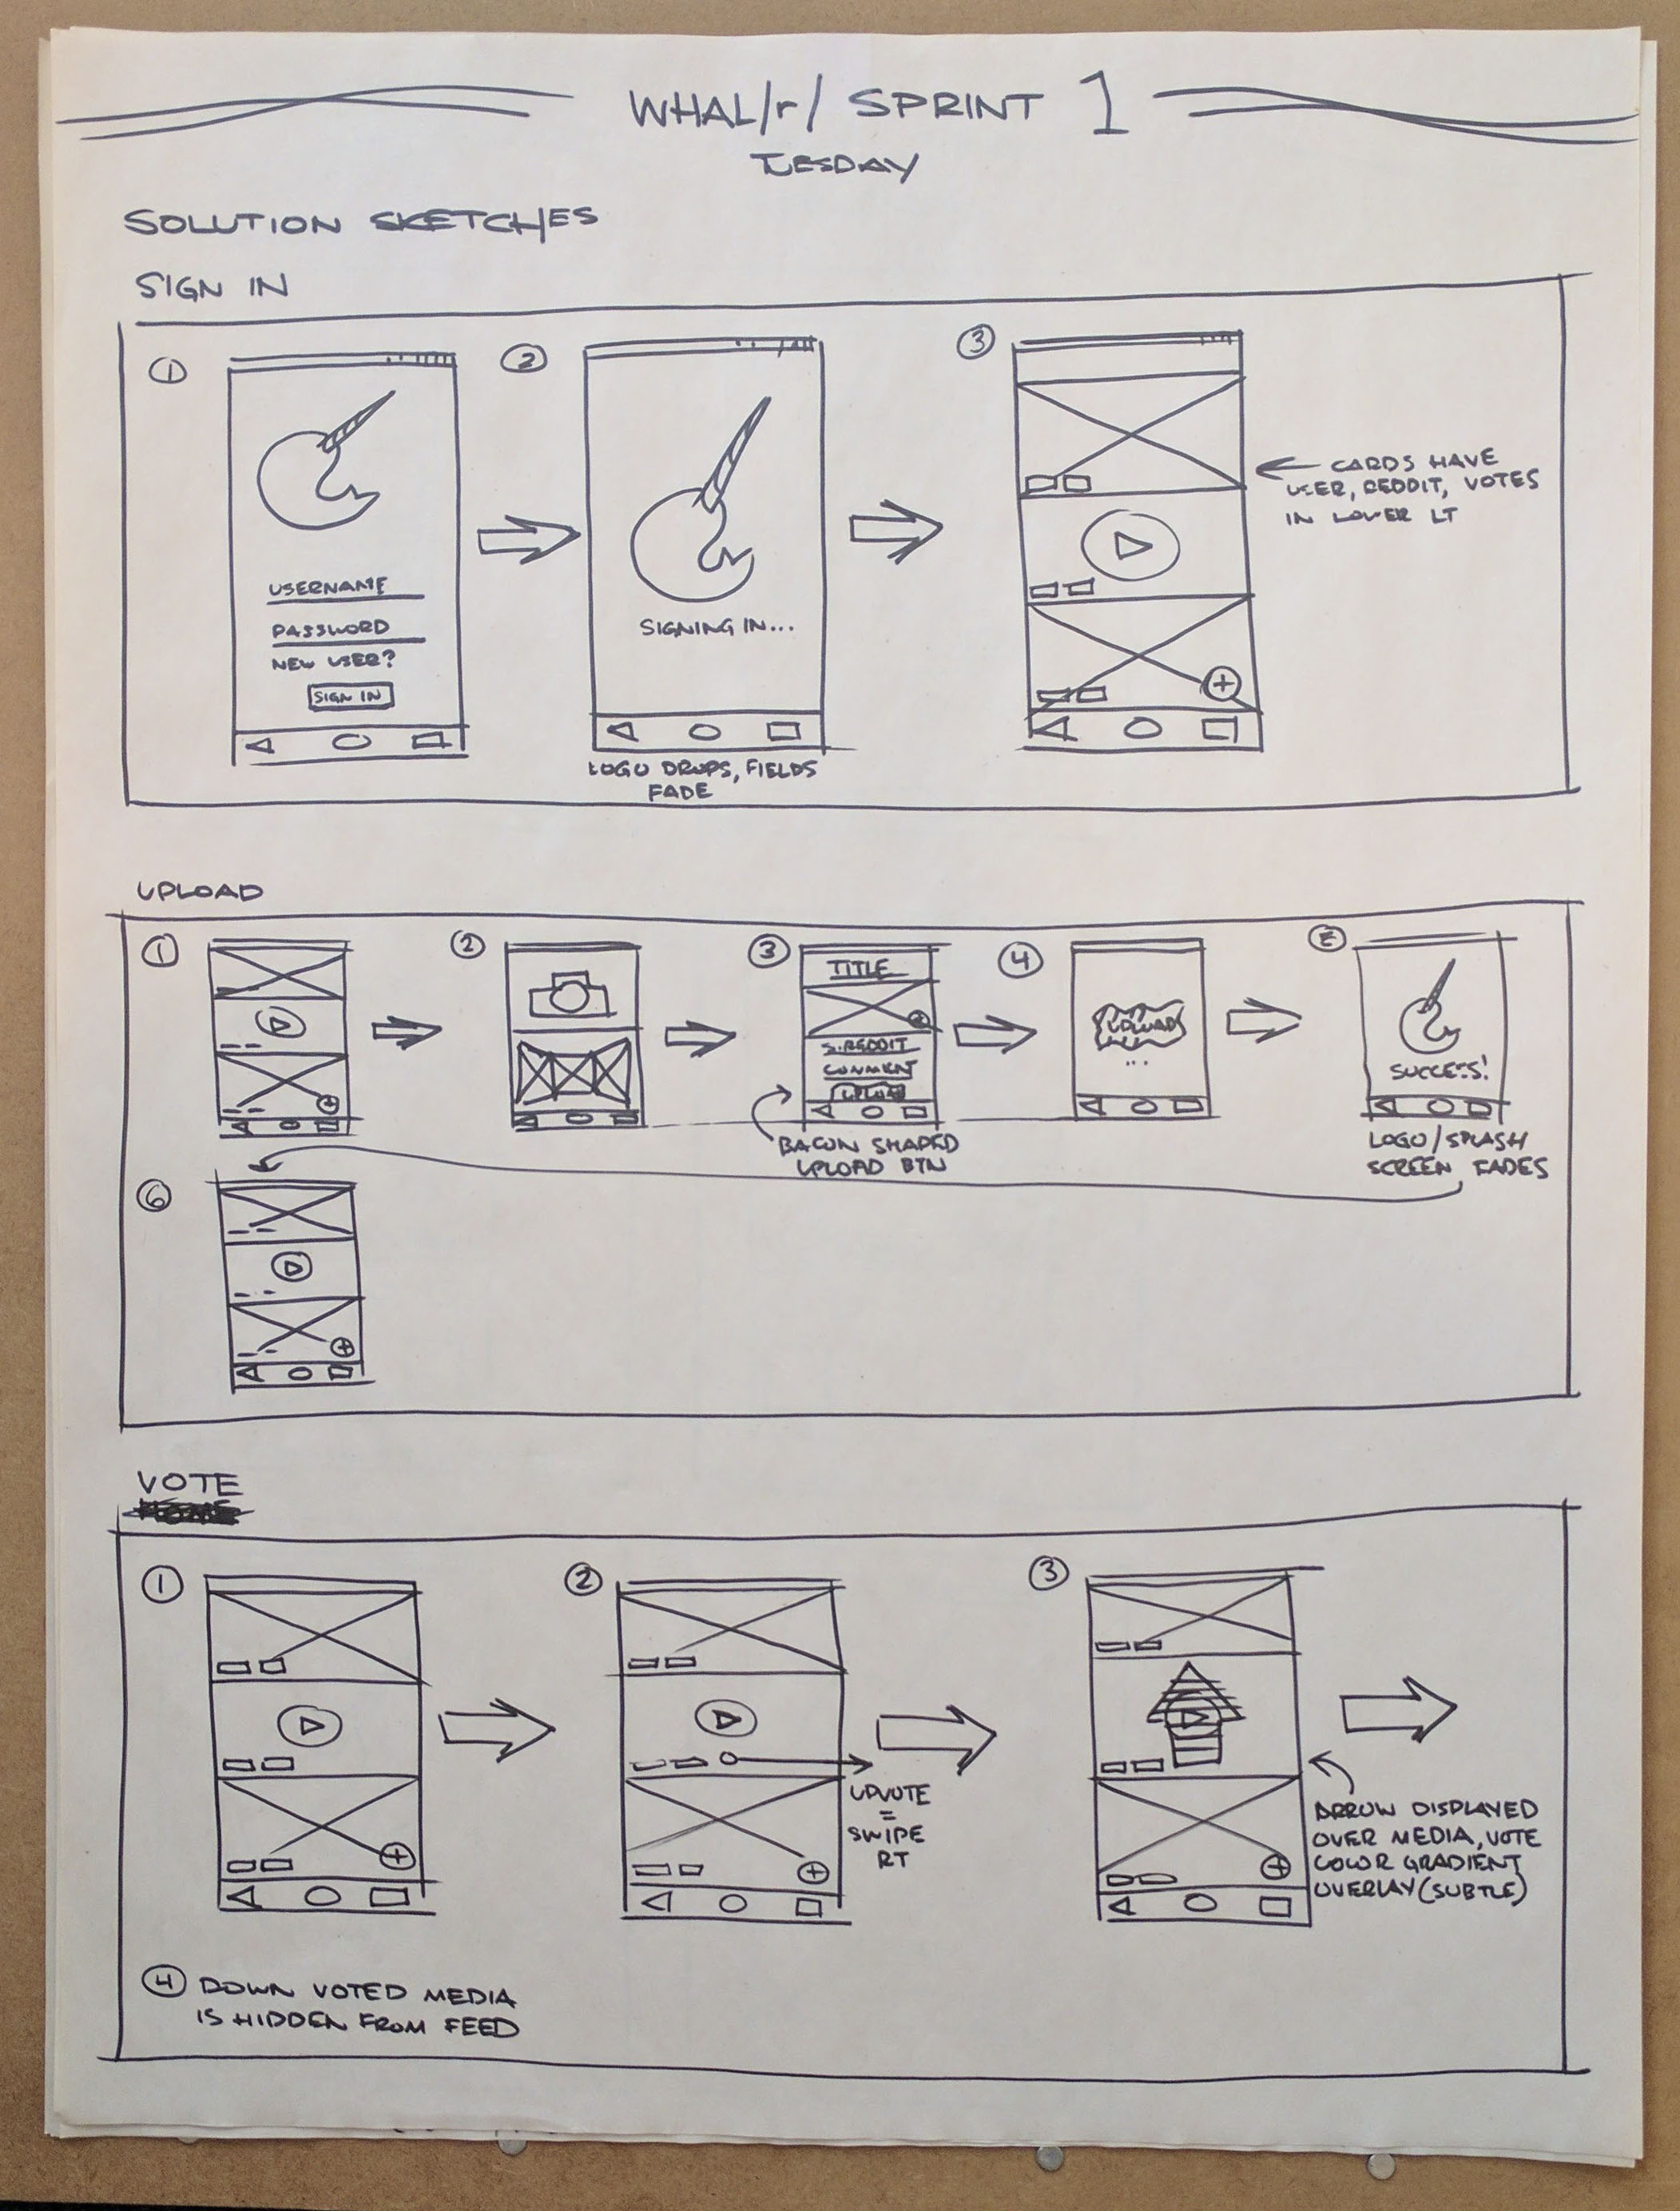 WHAL/r/ SPRINT 1
TUESDAY
SOLUTION SKETCHES
SIGN IN
1
2
3
USERNAME
PASSWORD
NEW USER?
SIGN IN
SIGNING IN...
LOGO DROPS, FIELDS
FADE
CARDS HAVE
USER, REDDIT, VOTES
IN LOWER LT
UPLOAD
1
2
3
TITLE
S.REDDIT
COMMENT
UPLOAD
BACON SHAPED
UPLOAD BTN
4
UPLOAD
...
SUCCESS!
LOGO/SPLASH
SCREEN FADES
6
VOTE
HOME
1
2
UPVOTE
=
SWIPE
RT
3
ARROW DISPLAYED
OVER MEDIA, VOTE
COLOR GRADIENT
OVERLAY (SUBTLE)
4 DOWN VOTED MEDIA
IS HIDDEN FROM FEED